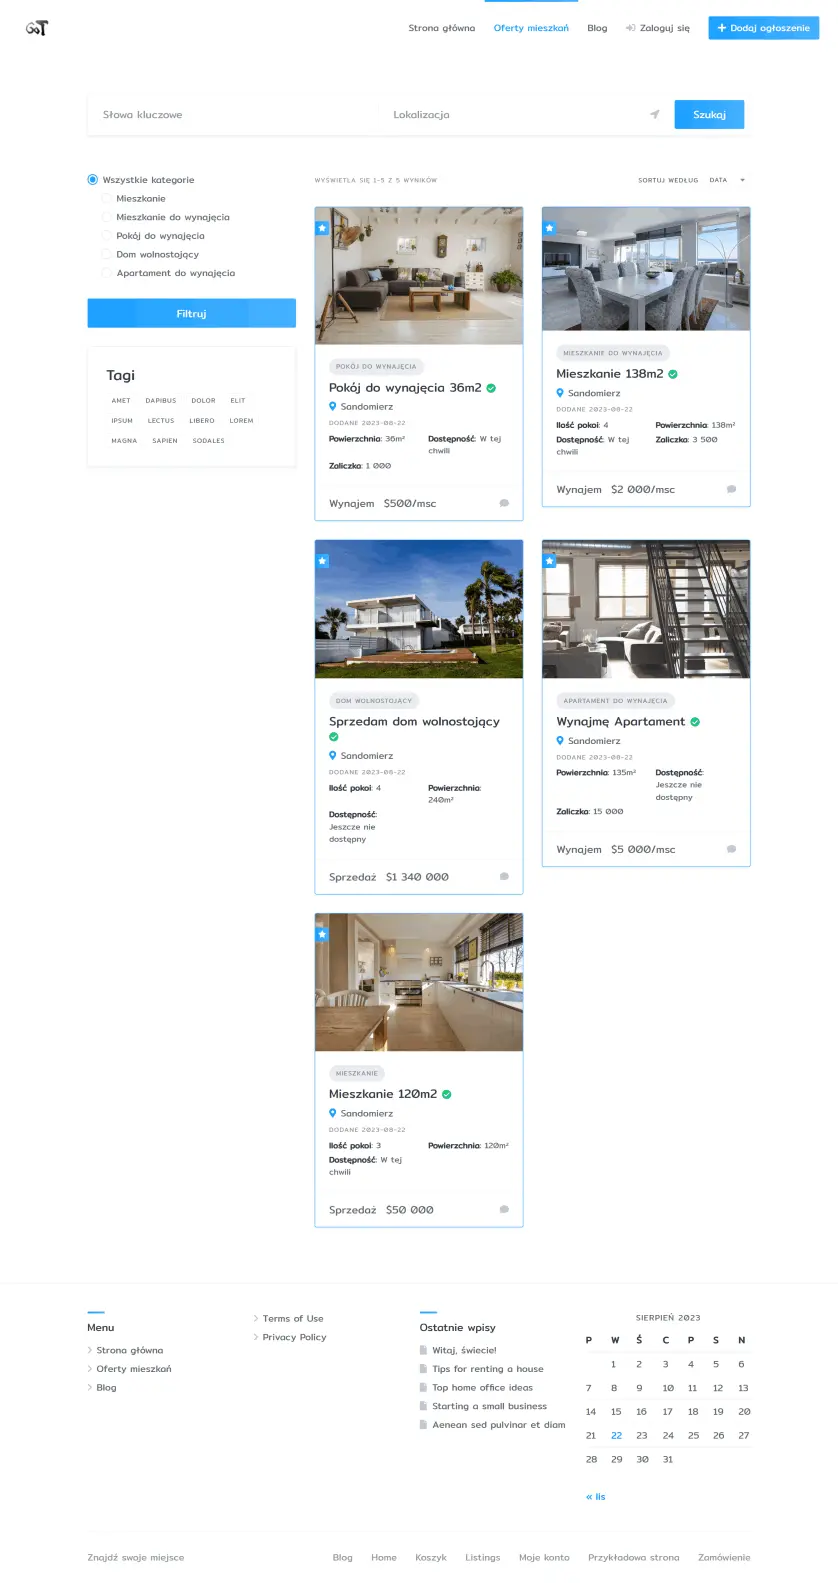 GGT
Strona główna
Oferty mieszkań
Blog
Zaloguj się
Dodaj ogłoszenie
Słowa kluczowe
Lokalizacja
Szukaj
Wszystkie kategorie
Mieszkanie
Mieszkanie do wynajęcia
Pokój do wynajęcia
Dom wolnostojący
Apartament do wynajęcia
Filtruj
Tagi
AMET DAPIBUS DOLOR ELIT
IPSUM LECTUS LIBERO LOREM
MAGNA SAPIEN SODALES
WYŚWIETLA SIĘ 1-5 Z 5 WYNIKÓW
SORTUJ WEDŁUG DATA
POKÓJ DO WYNAJĘCIA
Pokój do wynajęcia 36m2
Sandomierz
DODANE 2023-08-22
Powierzchnia: 36m² Dostępność: W tej
chwili
Zaliczka: 1 000
Wynajem $500/msc
MIESZKANIE DO WYNAJĘCIA
Mieszkanie 138m2
Sandomierz
DODANE 2023-08-22
Ilość pokoi: 4 Powierzchnia: 138m²
Dostępność: W tej Zaliczka: 3 500
chwili
Wynajem $2 000/msc
DOM WOLNOSTOJĄCY
Sprzedam dom wolnostojący
Sandomierz
DODANE 2023-08-22
Ilość pokoi: 4 Powierzchnia:
240m²
Dostępność:
Jeszcze nie
dostępny
Sprzedaż $1 340 000
APARTAMENT DO WYNAJĘCIA
Wynajmę Apartament
Sandomierz
DODANE 2023-08-22
Powierzchnia: 135m² Dostępność:
Jeszcze nie
dostępny
Zaliczka: 15 000
Wynajem $5 000/msc
MIESZKANIE
Mieszkanie 120m2
Sandomierz
DODANE 2023-08-22
Ilość pokoi: 3 Powierzchnia: 120m²
Dostępność: W tej
chwili
Sprzedaż $50 000
Menu
Strona główna
Oferty mieszkań
Blog
Terms of Use
Privacy Policy
Ostatnie wpisy
Witaj, świecie!
Tips for renting a house
Top home office ideas
Starting a small business
Aenean sed pulvinar et diam
SIERPIEŃ 2023
P W Ś C P S N
1 2 3 4 5 6
7 8 9 10 11 12 13
14 15 16 17 18 19 20
21 22 23 24 25 26 27
28 29 30 31
« lis
Znajdź swoje miejsce
Blog Home Koszyk Listings Moje konto Przykładowa strona Zamówienie